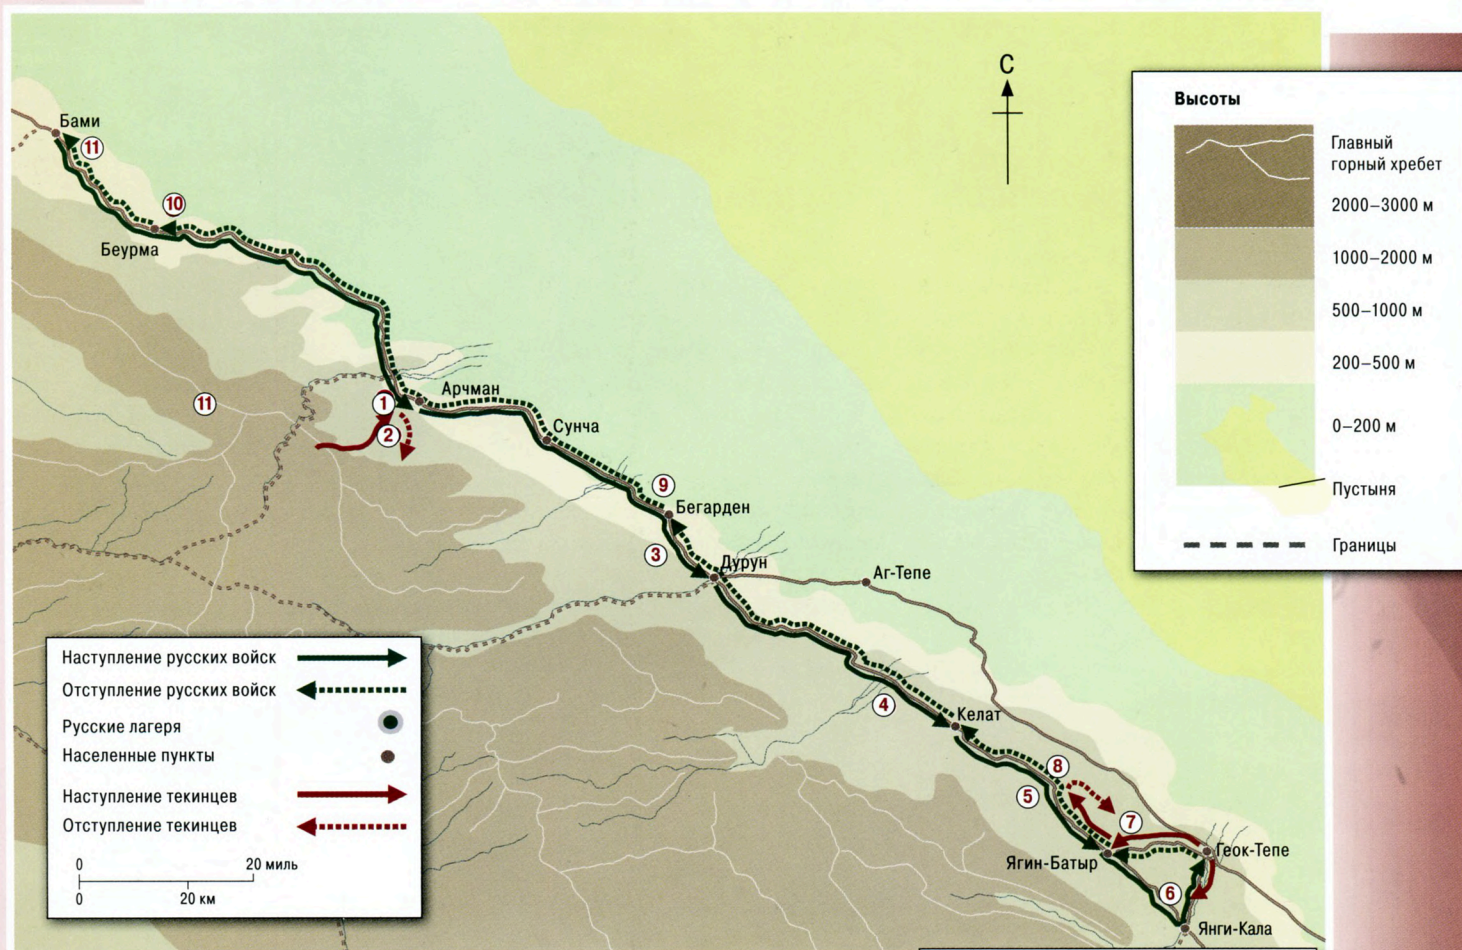 С
Бами
11
10
Беурма
Арчман
1
11
2
Сунча
9
Бегарден
3
Дурун
Аг-Тепе
4
Келат
8
5
7
Ягин-Батыр
Геок-Тепе
6
Янги-Кала
Высоты
Главный
горный хребет
2000–3000 м
1000–2000 м
500–1000 м
200–500 м
0–200 м
Пустыня
Границы
Наступление русских войск
Отступление русских войск
Русские лагеря
Населенные пункты
Наступление текинцев
Отступление текинцев
0 20 миль
0 20 км